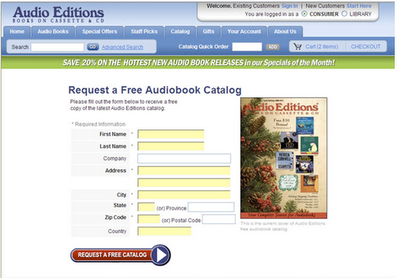 Audio Editions
BOOKS ON CASSETTE & CD
Welcome. Existing Customers Sign In | New Customers Start Here
You are logged in as CONSUMER LIBRARY
Home Audio Books Special Offers Staff Picks Catalog Gifts Your Account About Us
Search GO Advanced Search Catalog Quick Order ADD Cart (2 items) CHECKOUT
SAVE 20% ON THE HOTTEST NEW AUDIO BOOK RELEASES in our Specials of the Month!
Request a Free Audiobook Catalog
Please fill out the form below to receive a free
copy of the latest Audio Editions catalog.
* Required Information
* First Name
* Last Name
Company
* Address
* City
* State (or) Province
* Zip Code (or) Postal Code
Country
REQUEST A FREE CATALOG
Audio Editions
BOOKS ON CASSETTE & CD
Your Complete Source for Audiobooks!
This is the current cover of Audio Editions
free audiobook catalog.